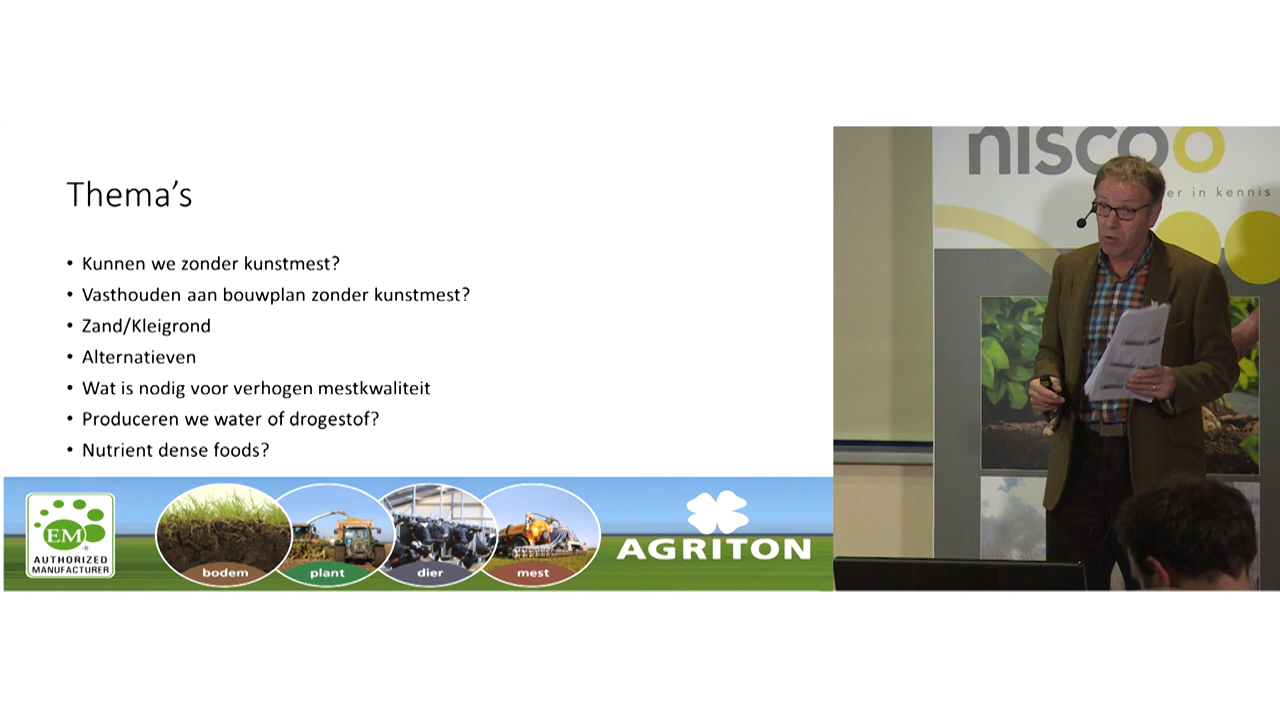 Thema's
• Kunnen we zonder kunstmest?
• Vasthouden aan bouwplan zonder kunstmest?
• Zand/Kleigrond
• Alternatieven
• Wat is nodig voor verhogen mestkwaliteit
• Produceren we water of drogestof?
• Nutrient dense foods?
EM®
AUTHORIZED
MANUFACTURER
bodem
plant
dier
mest
AGRITON
niscoo
er in kennis